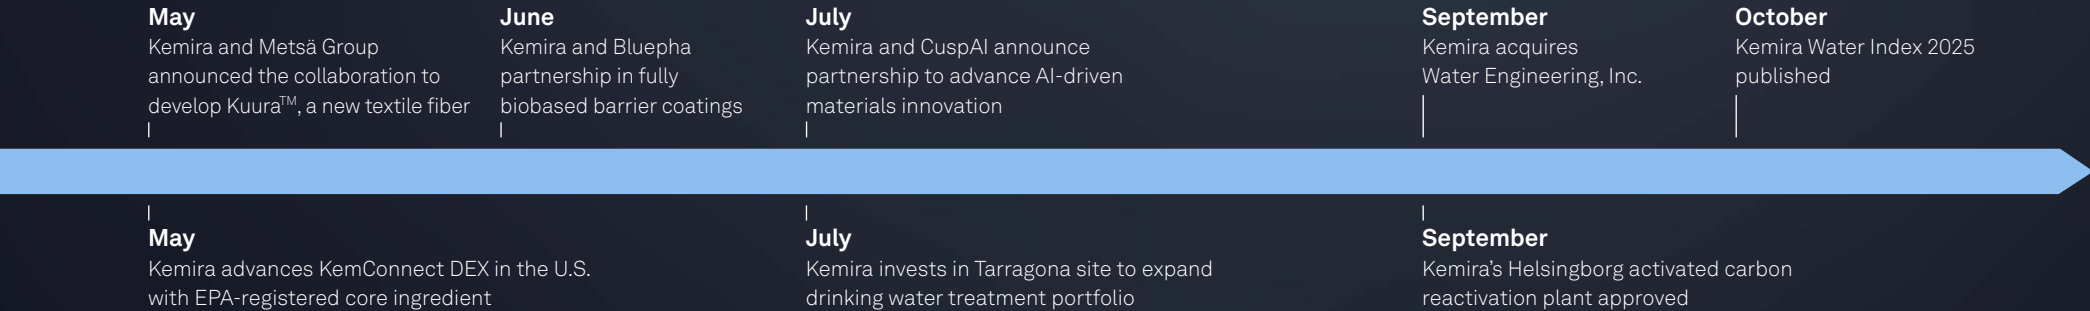 May
Kemira and Metsä Group
announced the collaboration to
develop Kuura™, a new textile fiber
June
Kemira and Bluepha
partnership in fully
biobased barrier coatings
July
Kemira and CuspAI announce
partnership to advance AI-driven
materials innovation
September
Kemira acquires
Water Engineering, Inc.
October
Kemira Water Index 2025
published
May
Kemira advances KemConnect DEX in the U.S.
with EPA-registered core ingredient
July
Kemira invests in Tarragona site to expand
drinking water treatment portfolio
September
Kemira’s Helsingborg activated carbon
reactivation plant approved